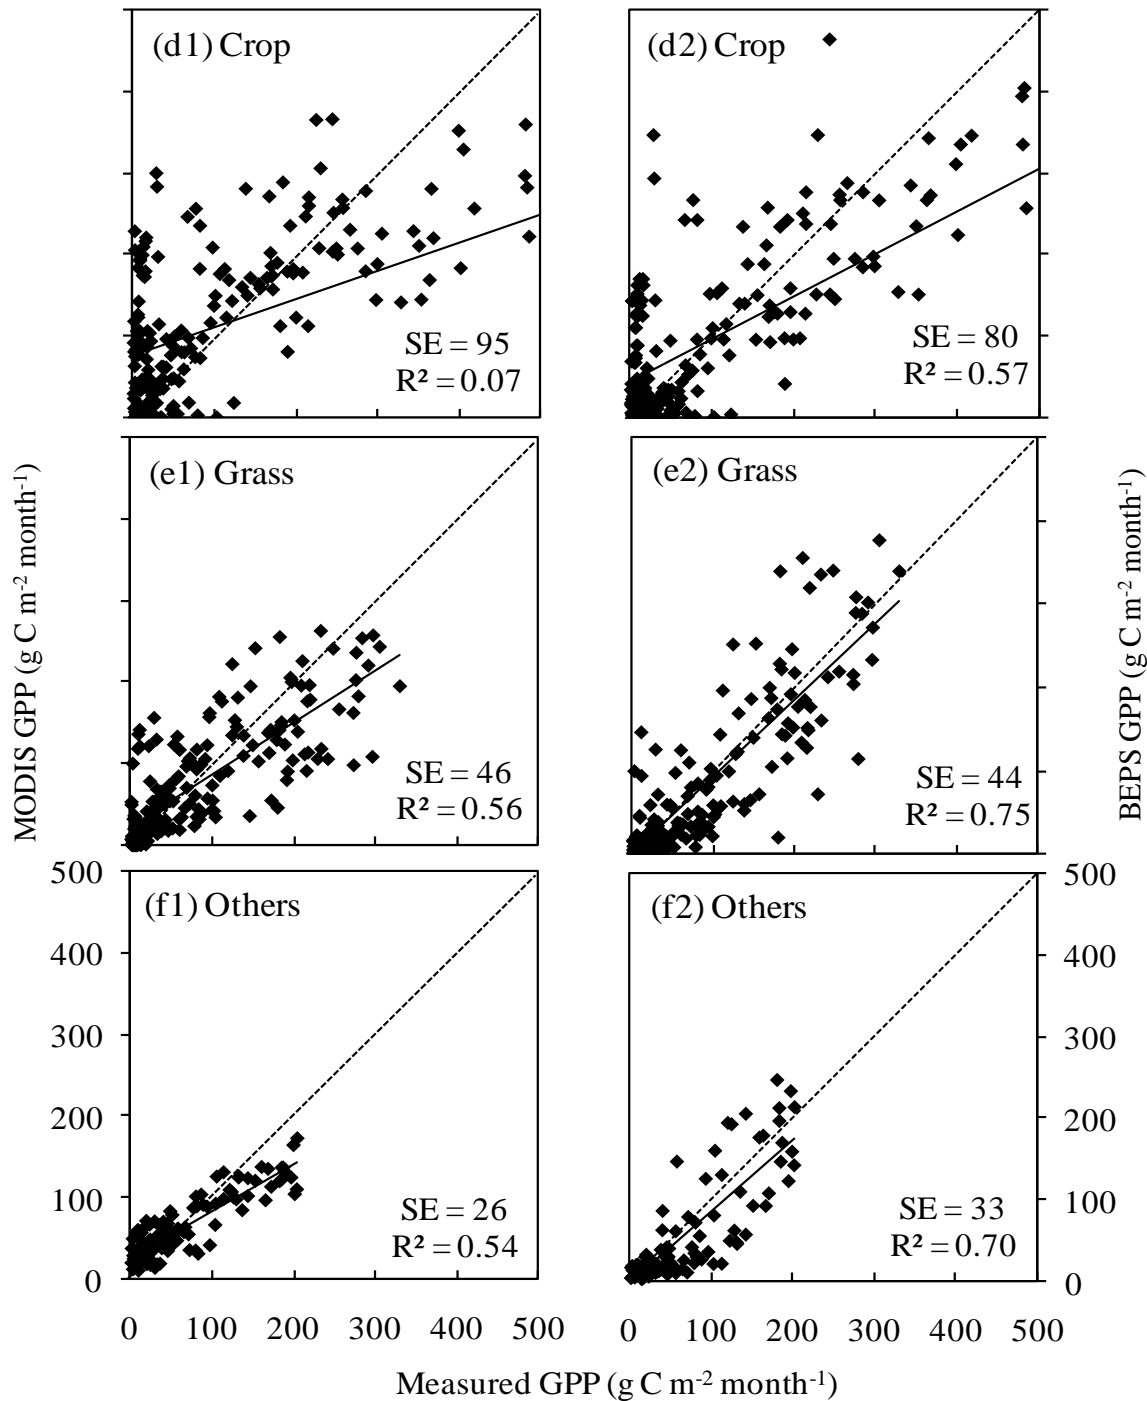 (d1) Crop
SE = 95
R² = 0.07
(d2) Crop
SE = 80
R² = 0.57
MODIS GPP (g C m⁻² month⁻¹)
(e1) Grass
SE = 46
R² = 0.56
(e2) Grass
SE = 44
R² = 0.75
BEPS GPP (g C m⁻² month⁻¹)
500
400
300
200
100
0
(f1) Others
SE = 26
R² = 0.54
(f2) Others
SE = 33
R² = 0.70
500
400
300
200
100
0
0 100 200 300 400 500
0 100 200 300 400 500
Measured GPP (g C m⁻² month⁻¹)